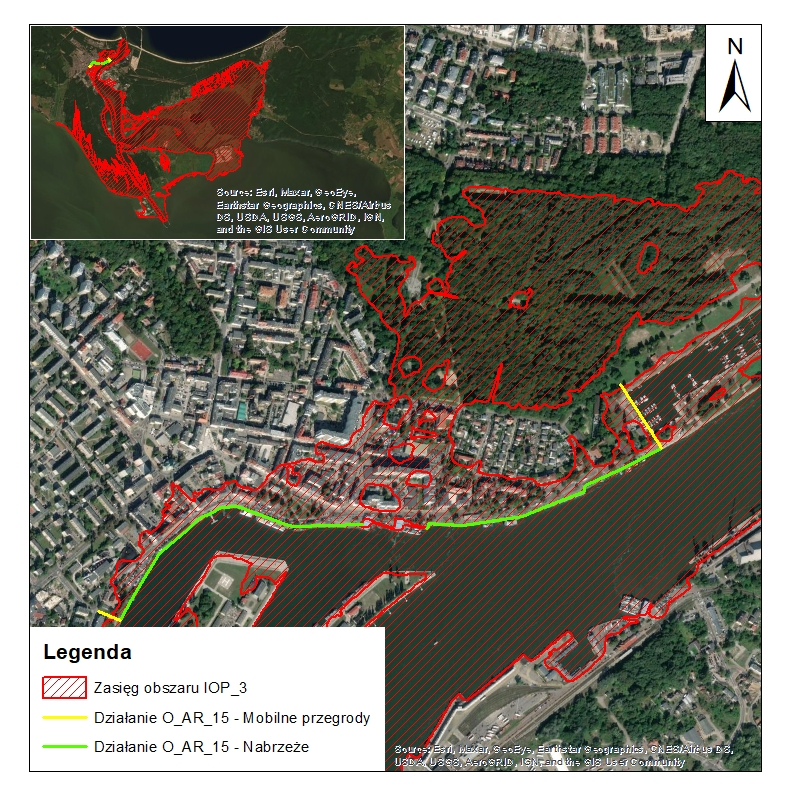 Source: Esri, Maxar, GeoEye,
Earthstar Geographics, CNES/Airbus
DS, USDA, USGS, AeroGRID, IGN,
and the GIS User Community
N
Legenda
Zasięg obszaru IOP_3
Działanie O_AR_15 - Mobilne przegrody
Działanie O_AR_15 - Nabrzeże
Source: Esri, Maxar, GeoEye, Earthstar Geographics, CNES/Airbus DS,
USDA, USGS, AeroGRID, IGN, and the GIS User Community